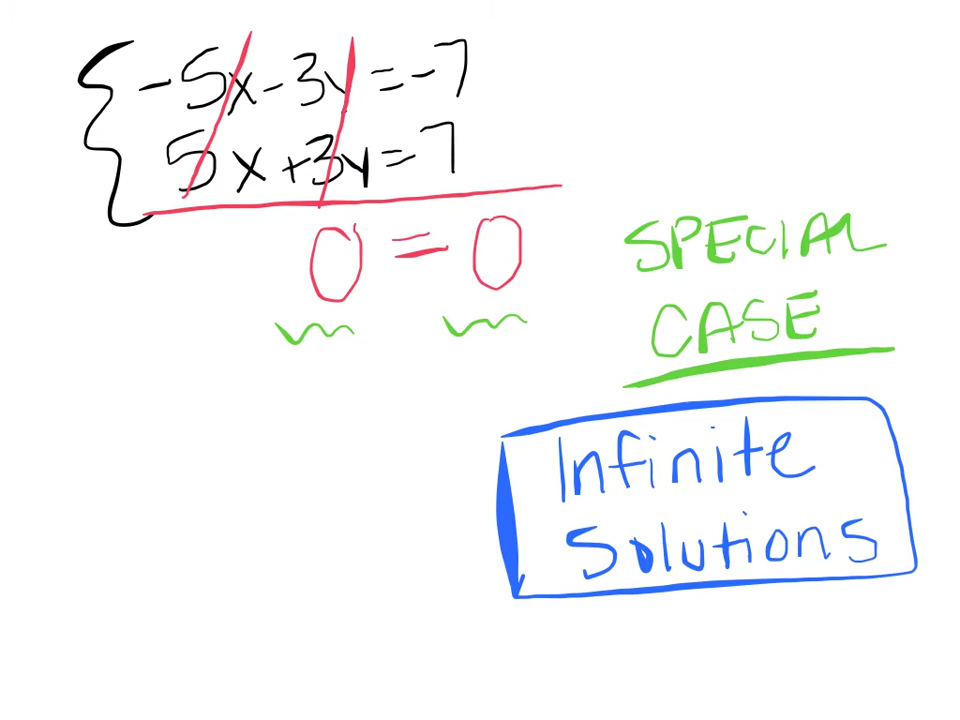 -5x-3y=-7
5x+3y=7
0=0
SPECIAL
CASE
Infinite
Solutions